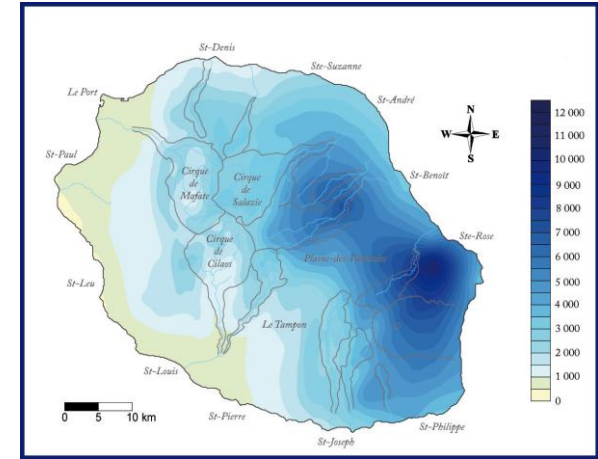 St-Denis
Ste-Suzanne
Le Port
St-André
N
W E
S
12 000
11 000
10 000
9 000
8 000
7 000
6 000
5 000
4 000
3 000
2 000
1 000
0
St-Paul
Cirque
de
Mafate
Cirque
de
Salazie
St-Benoît
Ste-Rose
Cirque
de
Cilaos
Plaine-des-Palmistes
St-Leu
Le Tampon
St-Louis
0 5 10 km
St-Pierre
St-Philippe
St-Joseph